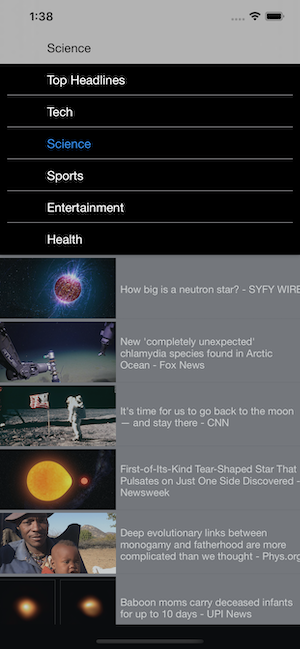 1:38
Science
Top Headlines
Tech
Science
Sports
Entertainment
Health
How big is a neutron star? - SYFY WIRE
New 'completely unexpected'
chlamydia species found in Arctic
Ocean - Fox News
It's time for us to go back to the moon
— and stay there - CNN
First-of-Its-Kind Tear-Shaped Star That
Pulsates on Just One Side Discovered -
Newsweek
Deep evolutionary links between
monogamy and fatherhood are more
complicated than we thought - Phys.org
Baboon moms carry deceased infants
for up to 10 days - UPI News